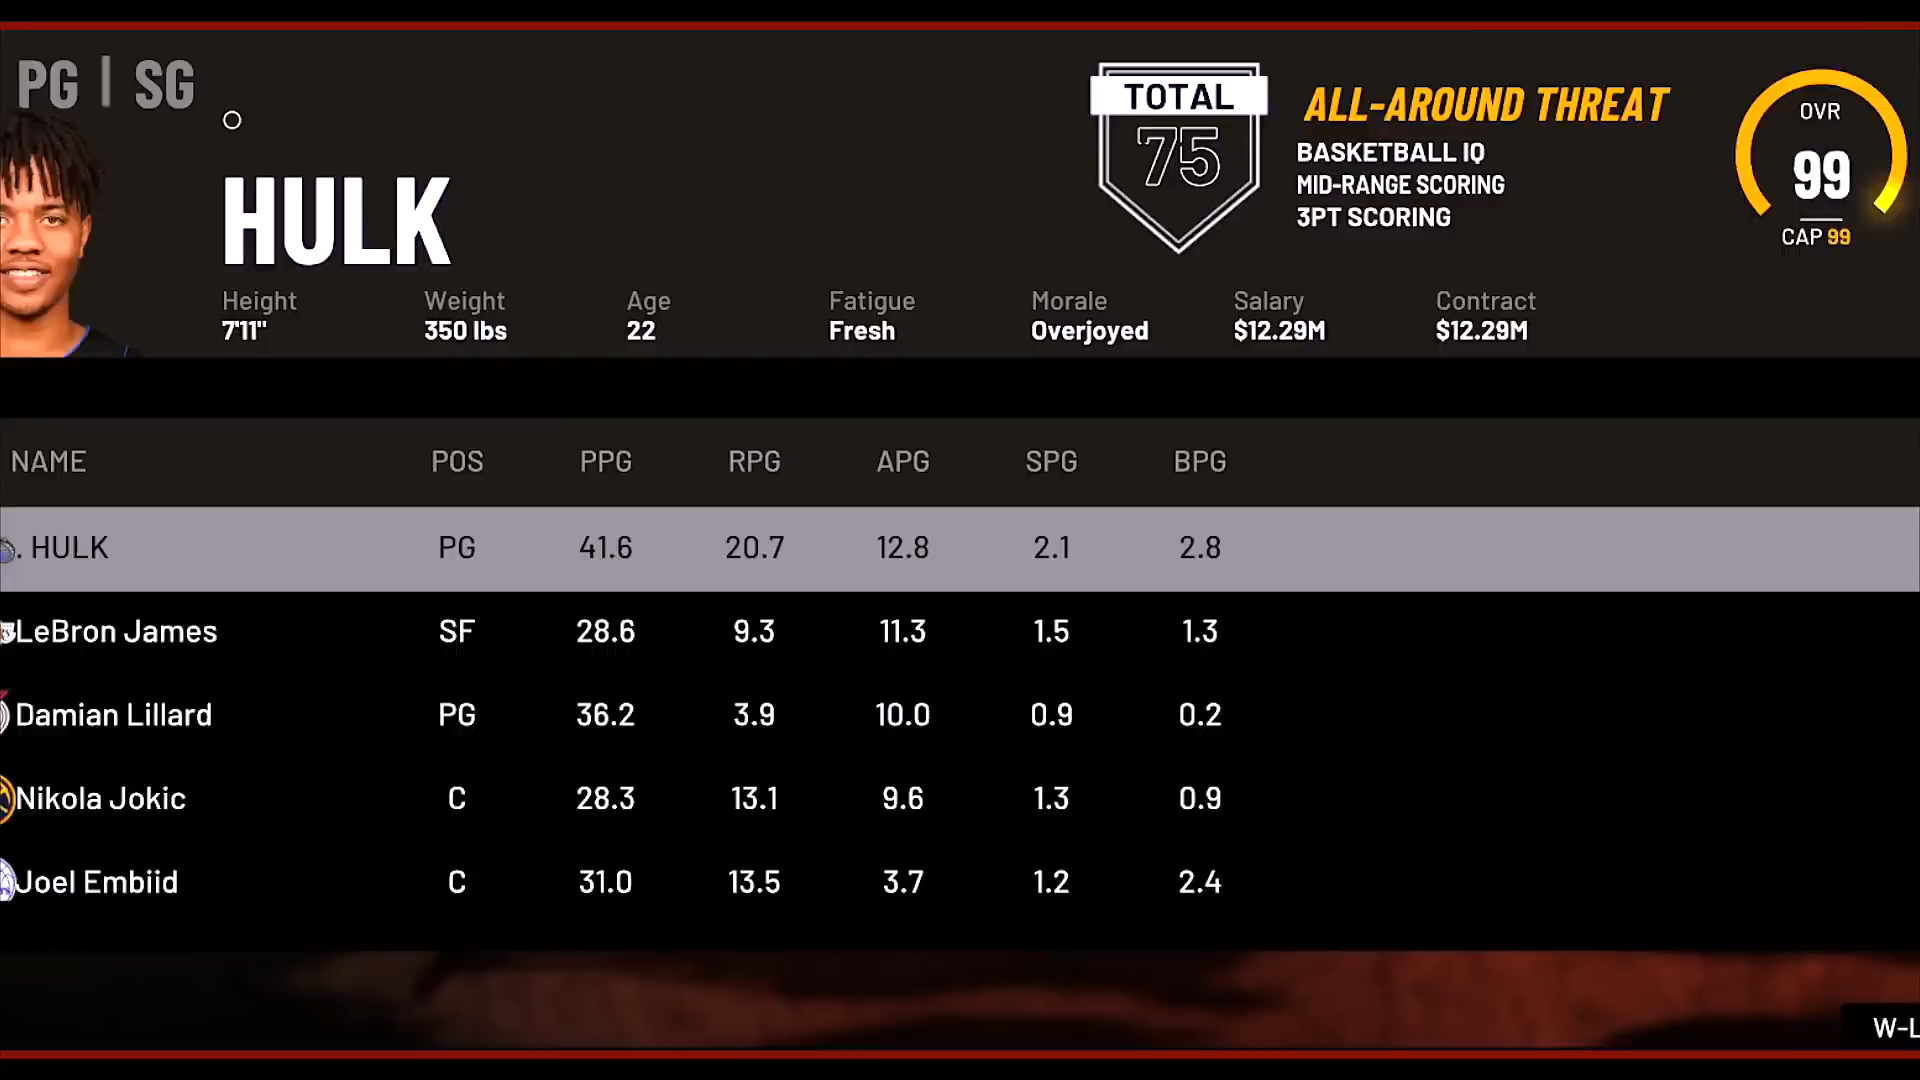 PG | SG
HULK
TOTAL
75
ALL-AROUND THREAT
BASKETBALL IQ
MID-RANGE SCORING
3PT SCORING
OVR
99
CAP 99
Height Weight Age Fatigue Morale Salary Contract
7'11" 350 lbs 22 Fresh Overjoyed $12.29M $12.29M
NAME POS PPG RPG APG SPG BPG
. HULK PG 41.6 20.7 12.8 2.1 2.8
LeBron James SF 28.6 9.3 11.3 1.5 1.3
Damian Lillard PG 36.2 3.9 10.0 0.9 0.2
Nikola Jokic C 28.3 13.1 9.6 1.3 0.9
Joel Embiid C 31.0 13.5 3.7 1.2 2.4
W-L